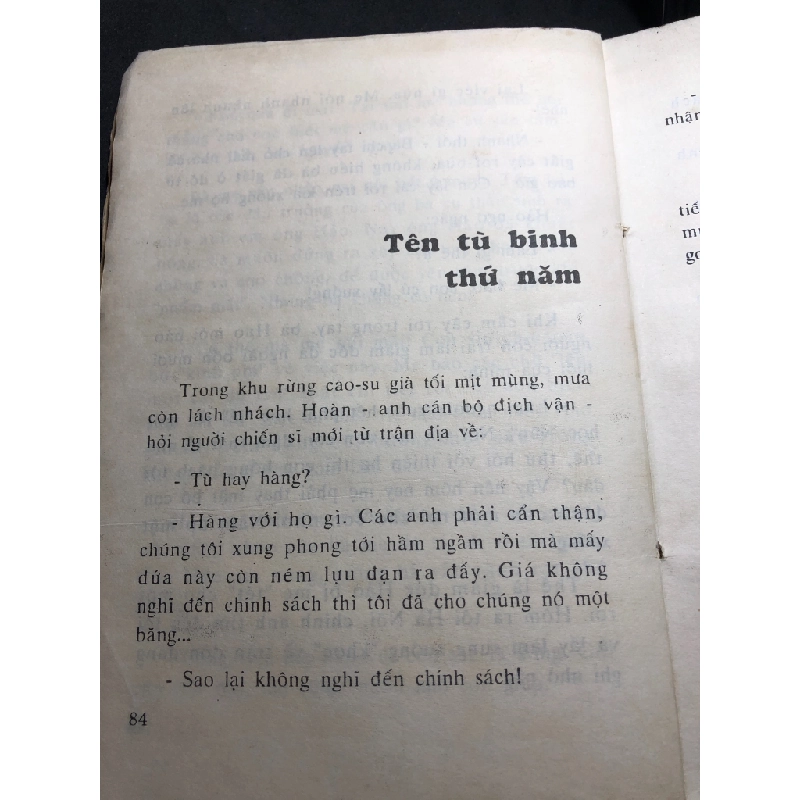 Tên tù binh
thứ năm
Trong khu rừng cao-su già tối mịt mùng, mưa
còn lách nhách. Hoàn - anh cán bộ địch vận -
hỏi người chiến sĩ mới từ trận địa về:
- Tù hay hàng?
- Hàng với họ gì. Các anh phải cẩn thận,
chúng tôi xung phong tới hầm ngầm rồi mà mấy
đứa này còn ném lựu đạn ra đấy. Giá không
nghĩ đến chính sách thì tôi đã cho chúng nó một
băng...
- Sao lại không nghĩ đến chính sách!
84
-
nhận
tiế
gọ